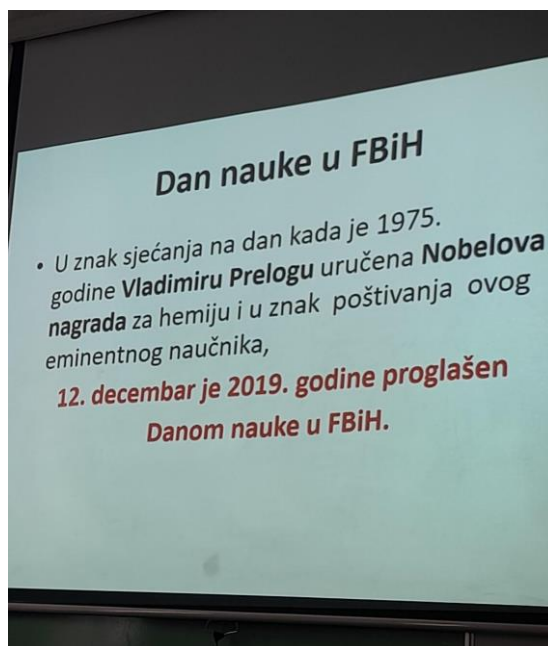 Dan nauke u FBiH
• U znak sjećanja na dan kada je 1975.
godine Vladimiru Prelogu uručena Nobelova
nagrada za hemiju i u znak poštivanja ovog
eminentnog naučnika,
12. decembar je 2019. godine proglašen
Danom nauke u FBiH.